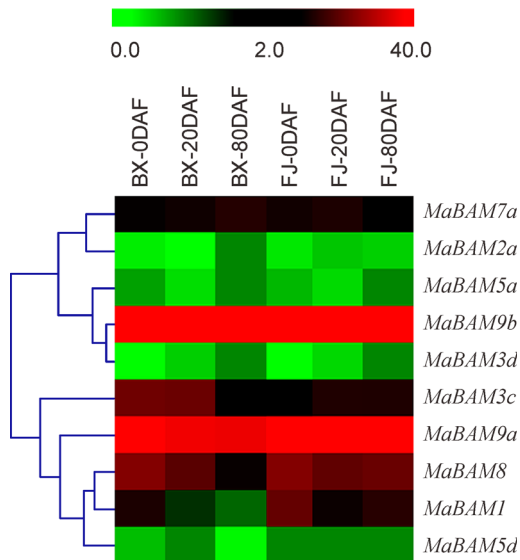 0.0 2.0 40.0
BX-0DAF BX-20DAF BX-80DAF FJ-0DAF FJ-20DAF FJ-80DAF
MaBAM7a
MaBAM2a
MaBAM5a
MaBAM9b
MaBAM3d
MaBAM3c
MaBAM9a
MaBAM8
MaBAM1
MaBAM5d